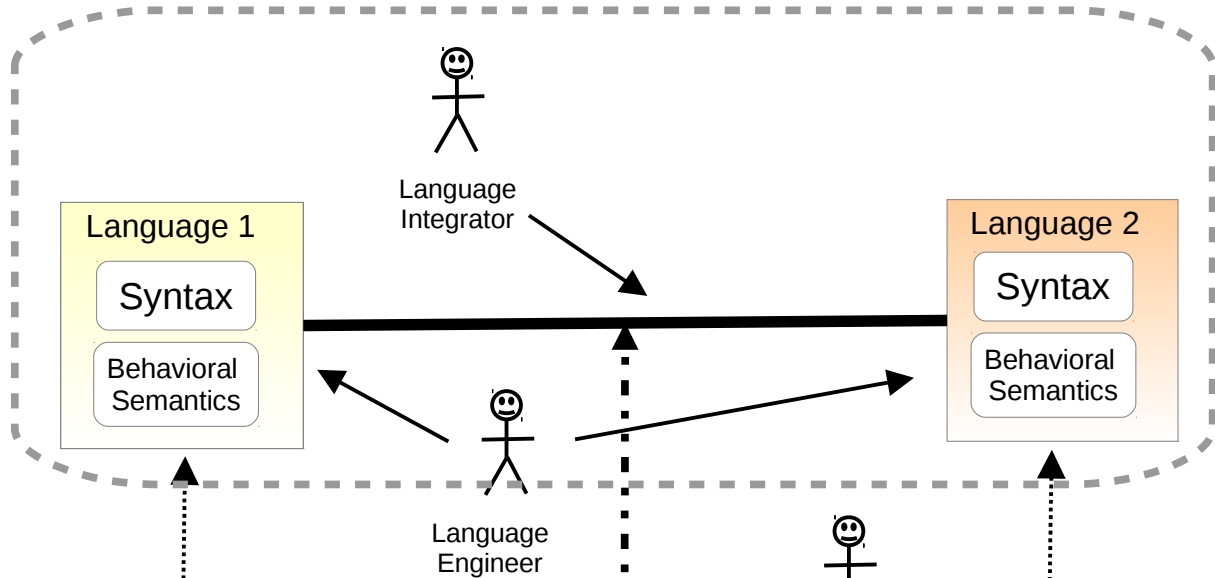 Language
Integrator
Language 1
Syntax
Behavioral
Semantics
Language 2
Syntax
Behavioral
Semantics
Language
Engineer